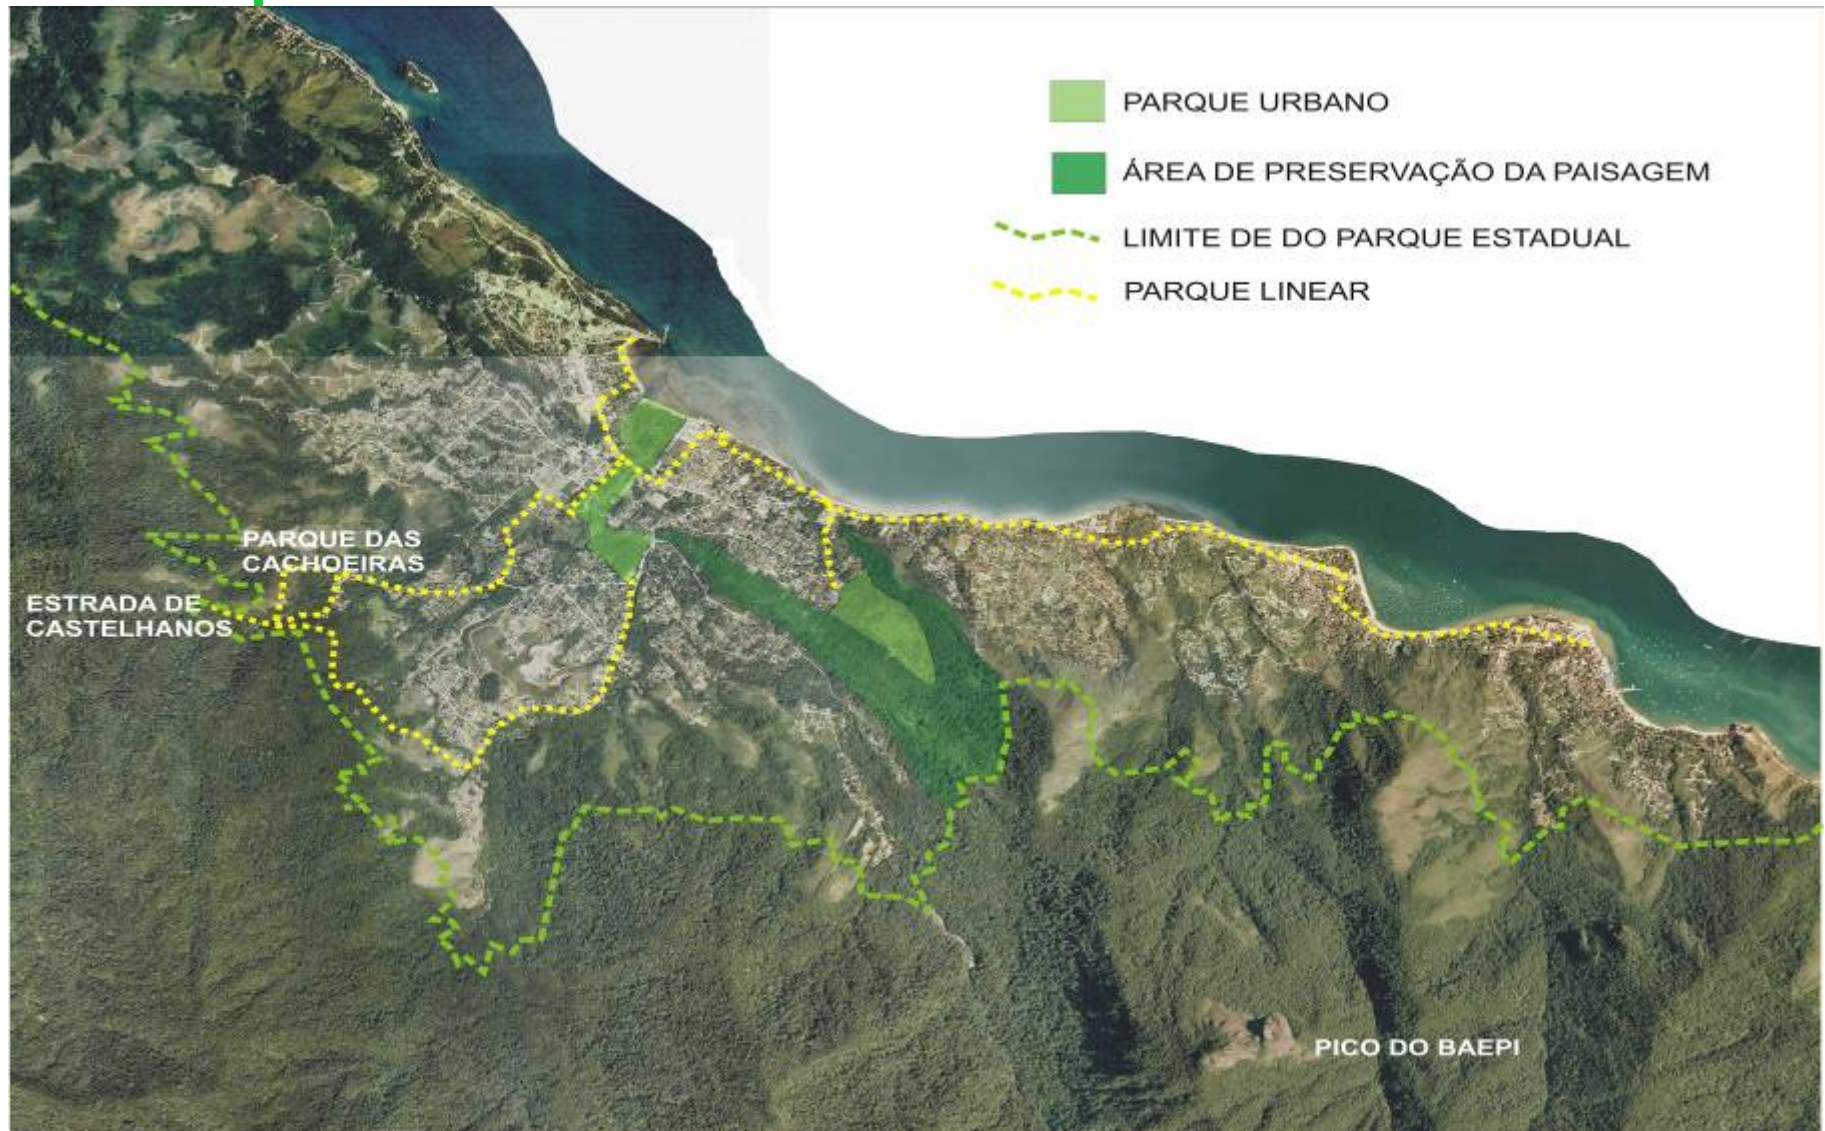 PARQUE URBANO
ÁREA DE PRESERVAÇÃO DA PAISAGEM
LIMITE DE DO PARQUE ESTADUAL
PARQUE LINEAR
PARQUE DAS
CACHOEIRAS
ESTRADA DE
CASTELHANOS
PICO DO BAEPI